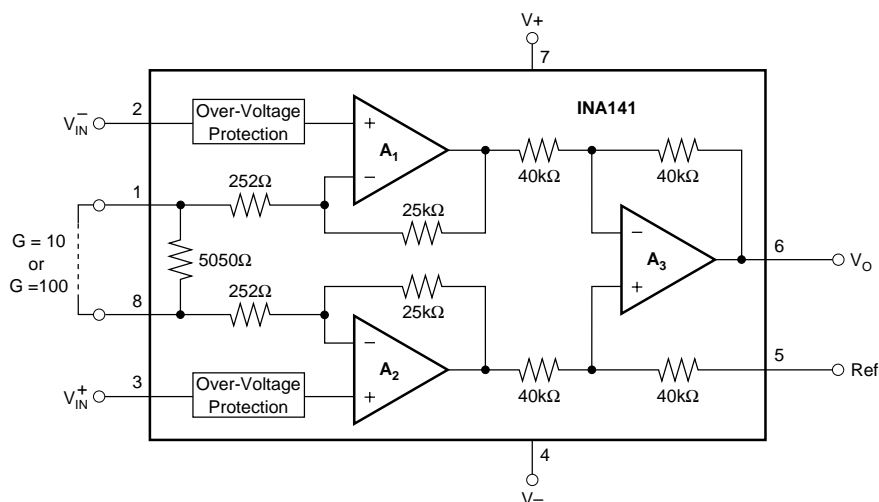 V+
7
INA141
2
V–IN
Over-Voltage
Protection
+
A1
–
40kΩ
40kΩ
1
252Ω
25kΩ
G = 10
or
G =100
5050Ω
–
A3
+
6
VO
8
252Ω
25kΩ
–
A2
+
3
V+IN
Over-Voltage
Protection
40kΩ
40kΩ
5
Ref
4
V–